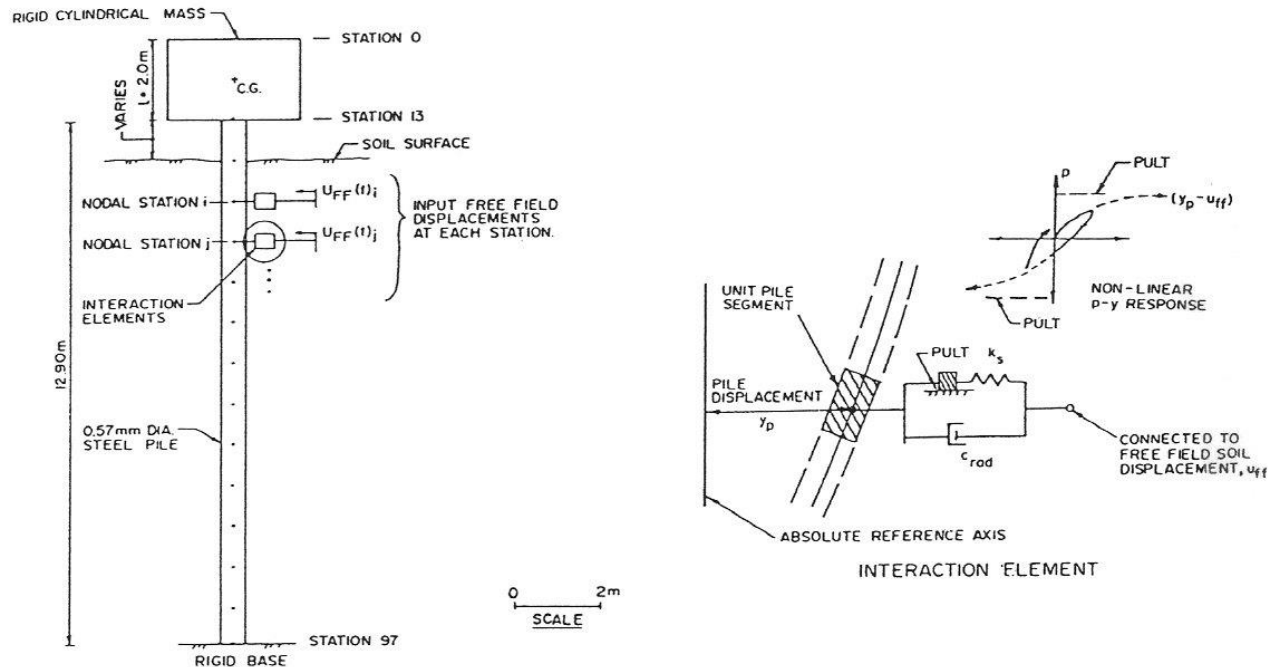 RIGID CYLINDRICAL MASS
STATION 0
l = 2.0m
VARIES
+C.G.
STATION 13
SOIL SURFACE
NODAL STATION i
UFF(t)i
NODAL STATION j
UFF(t)j
INPUT FREE FIELD
DISPLACEMENTS
AT EACH STATION.
INTERACTION
ELEMENTS
12.90m
0.57mm DIA.
STEEL PILE
STATION 97
RIGID BASE
0 2m
SCALE
P
PULT
(yp-uff)
NON-LINEAR
p-y RESPONSE
PULT
UNIT PILE
SEGMENT
PULT
ks
PILE
DISPLACEMENT
yp
crad
CONNECTED TO
FREE FIELD SOIL
DISPLACEMENT, uff
ABSOLUTE REFERENCE AXIS
INTERACTION ELEMENT